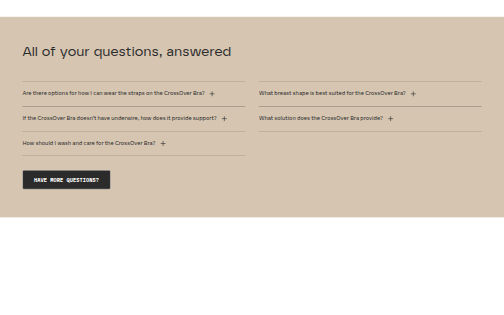 All of your questions, answered
Are there options for how I can wear the straps on the CrossOver Bra? +
If the CrossOver Bra doesn't have underwire, how does it provide support? +
How should I wash and care for the CrossOver Bra? +
What breast shape is best suited for the CrossOver Bra? +
What solution does the CrossOver Bra provide? +
HAVE MORE QUESTIONS?